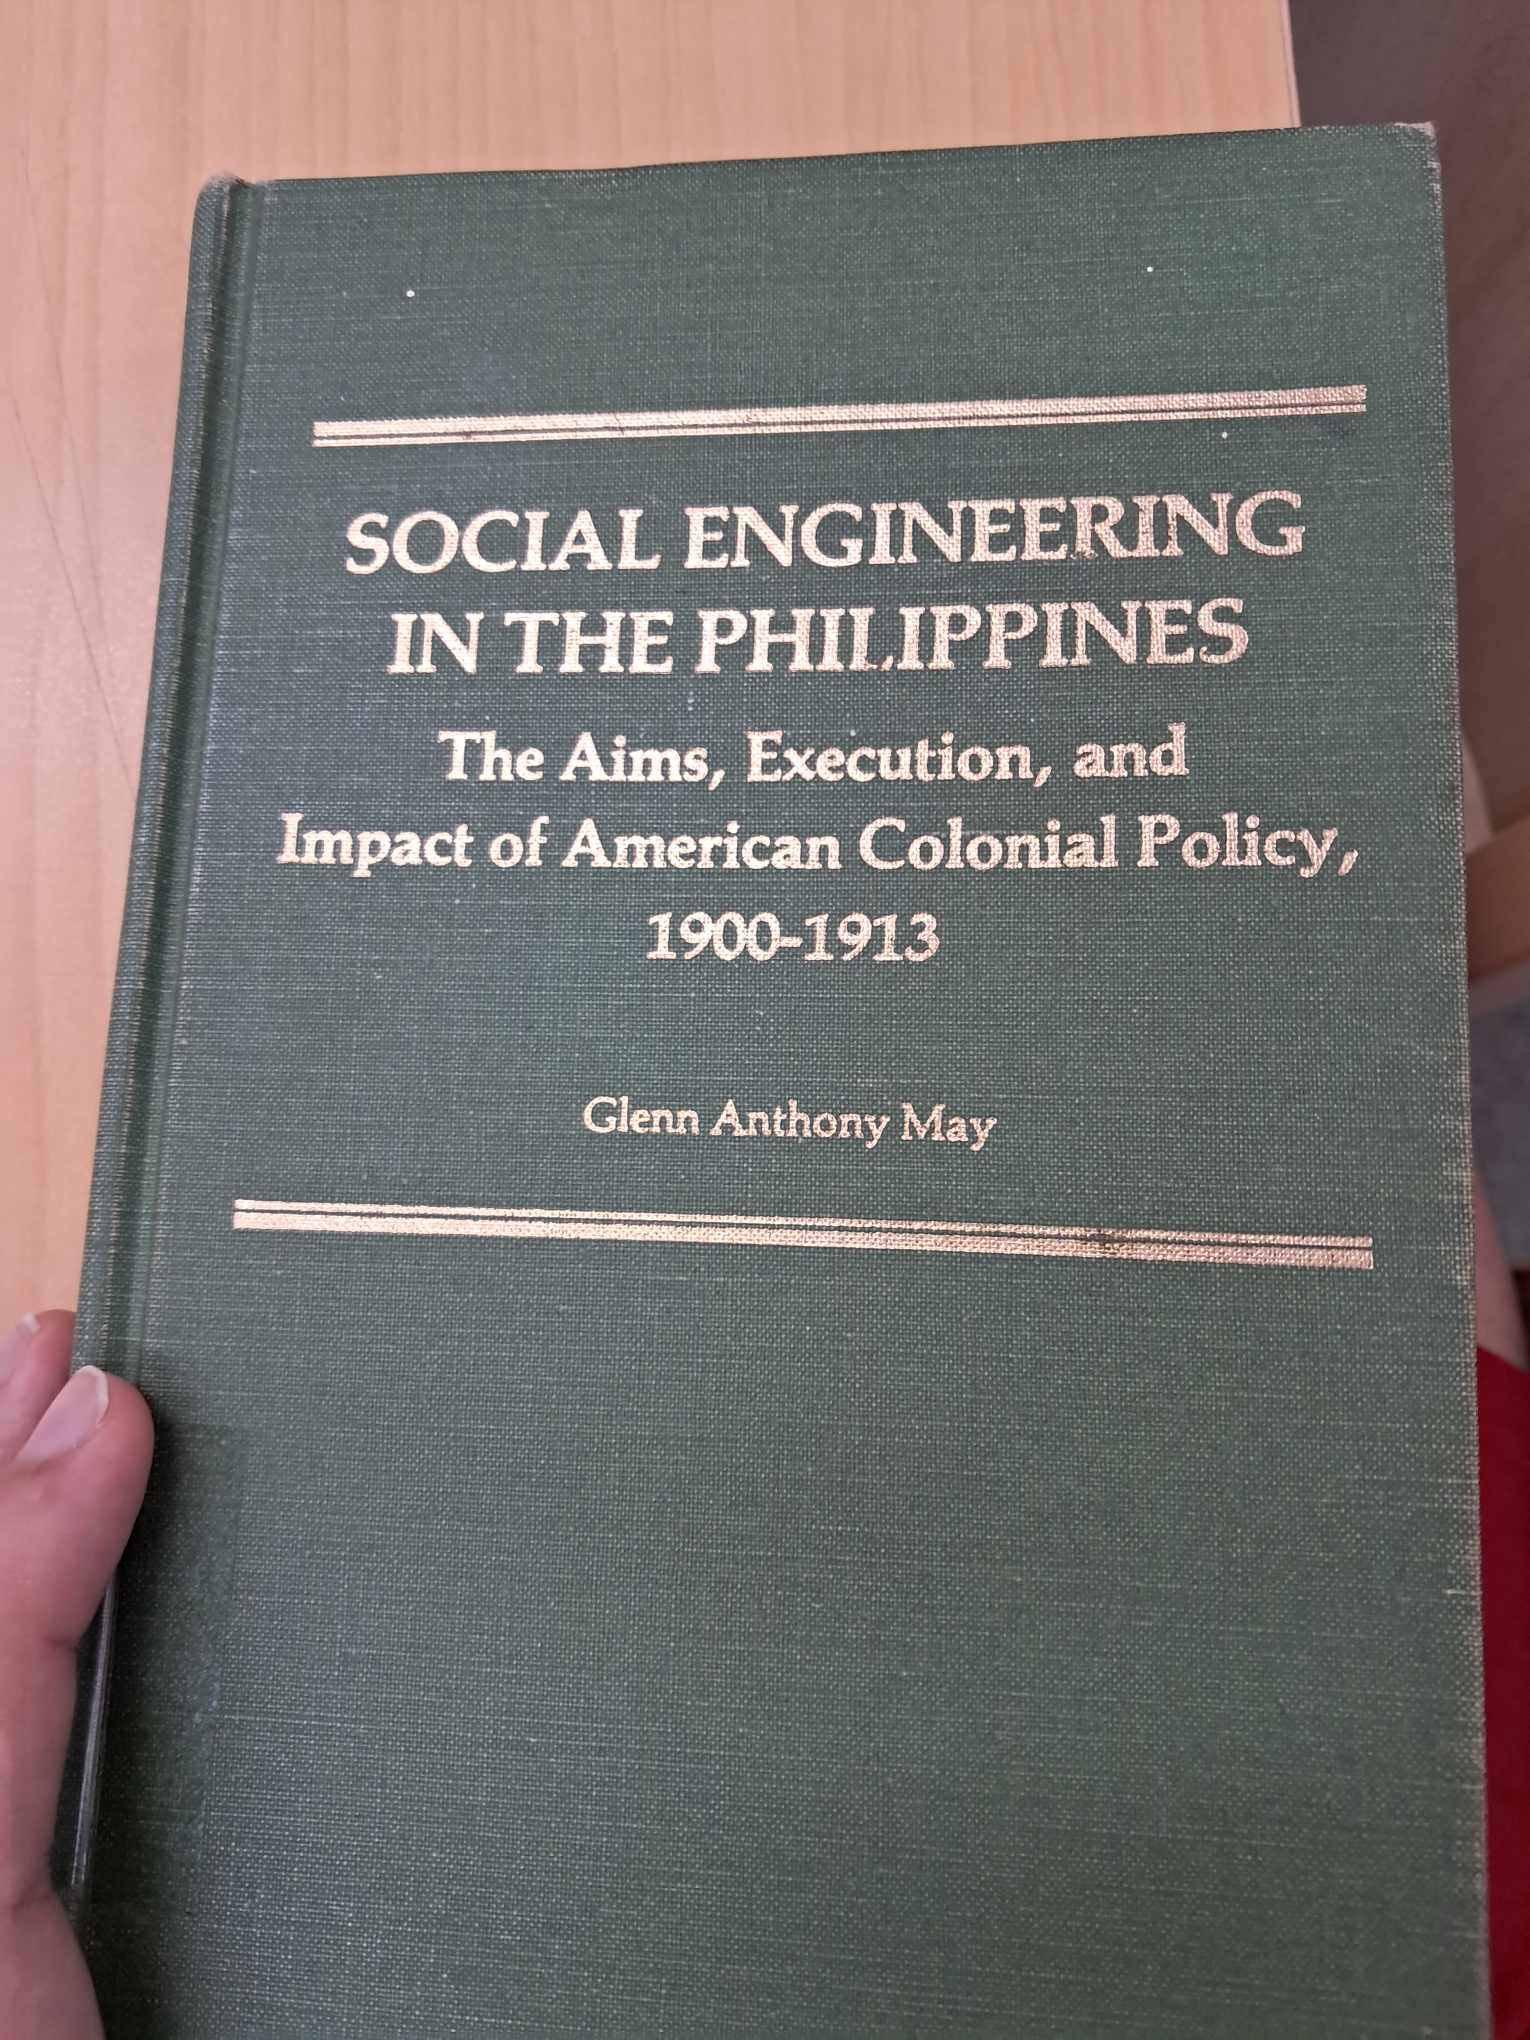 SOCIAL ENGINEERING
IN THE PHILIPPINES
The Aims, Execution, and
Impact of American Colonial Policy,
1900-1913
Glenn Anthony May